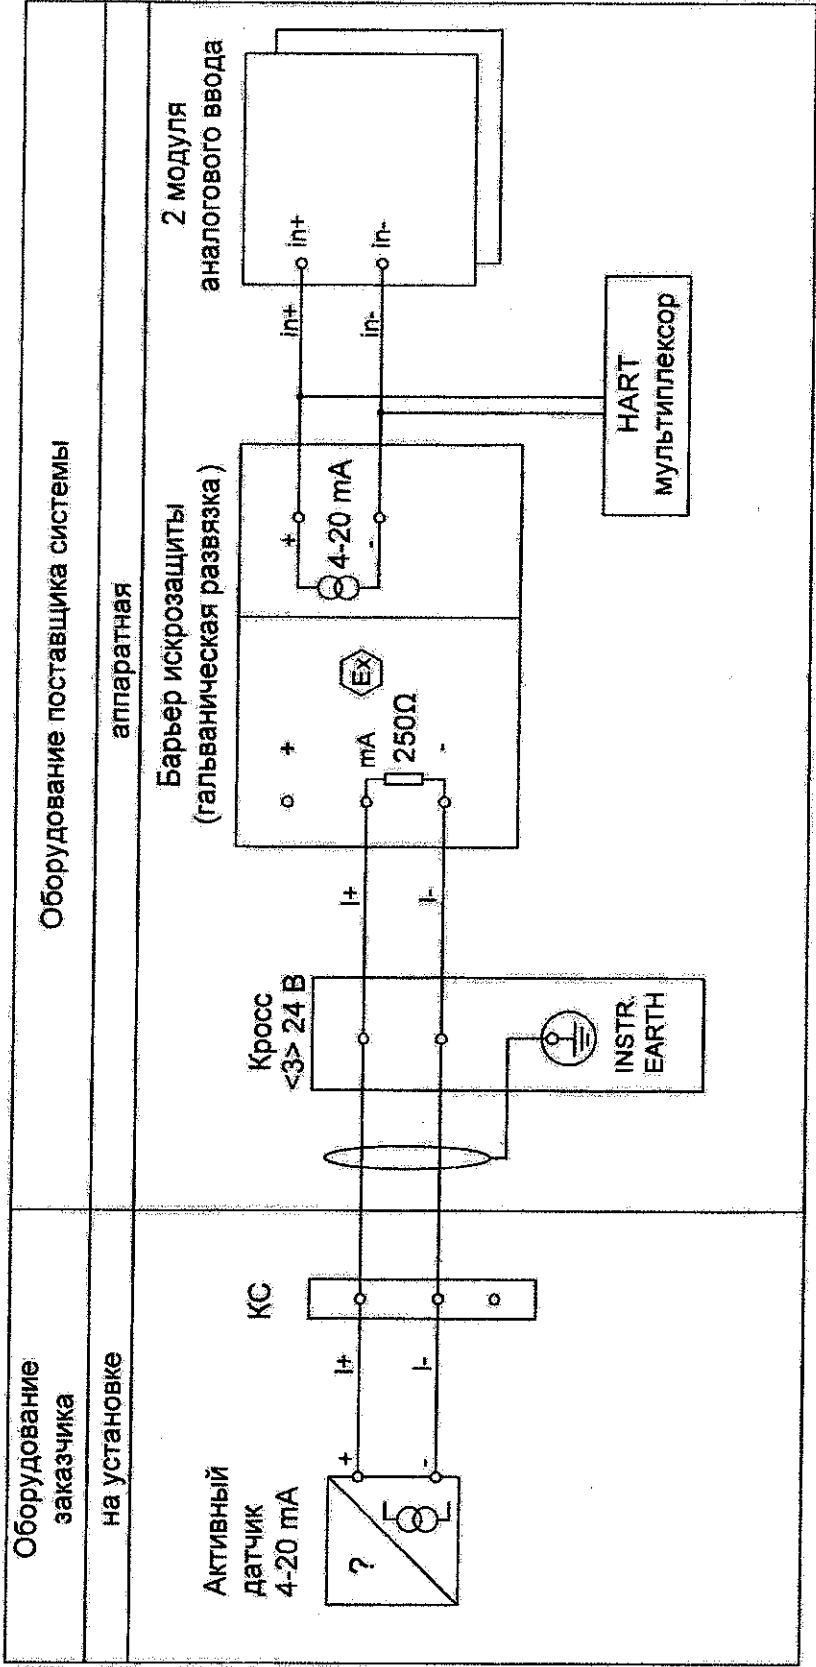 Оборудование
заказчика
Оборудование поставщика системы
на установке
аппаратная
Активный
датчик
4-20 mA
?
+
-
I+
I-
КС
Кросс
<3> 24 В
INSTR.
EARTH
I+
I-
Барьер искрозащиты
(гальваническая развязка)
+
mA
250Ω
-
Ex
+
4-20 mA
-
in+
in-
2 модуля
аналогового ввода
in+
in-
HART
мультиплексор